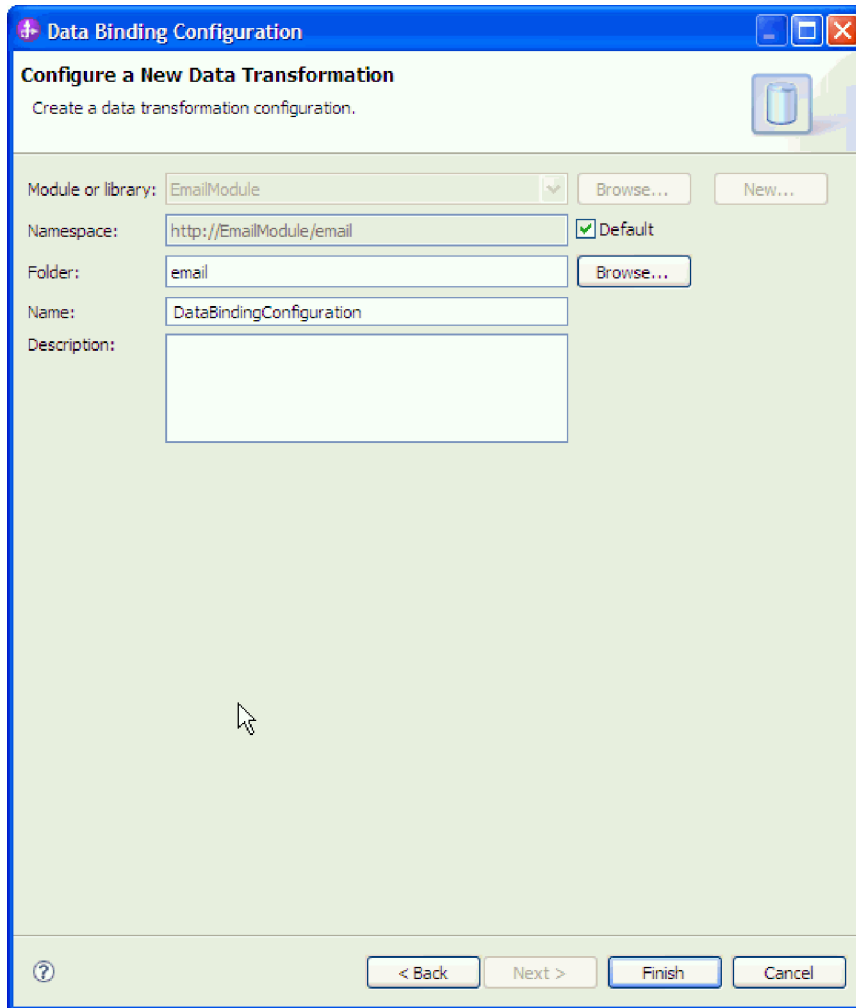 Data Binding Configuration
Configure a New Data Transformation
Create a data transformation configuration.
Module or library: EmailModule Browse... New...
Namespace: http://EmailModule/email Default
Folder: email Browse...
Name: DataBindingConfiguration
Description:
? < Back Next > Finish Cancel